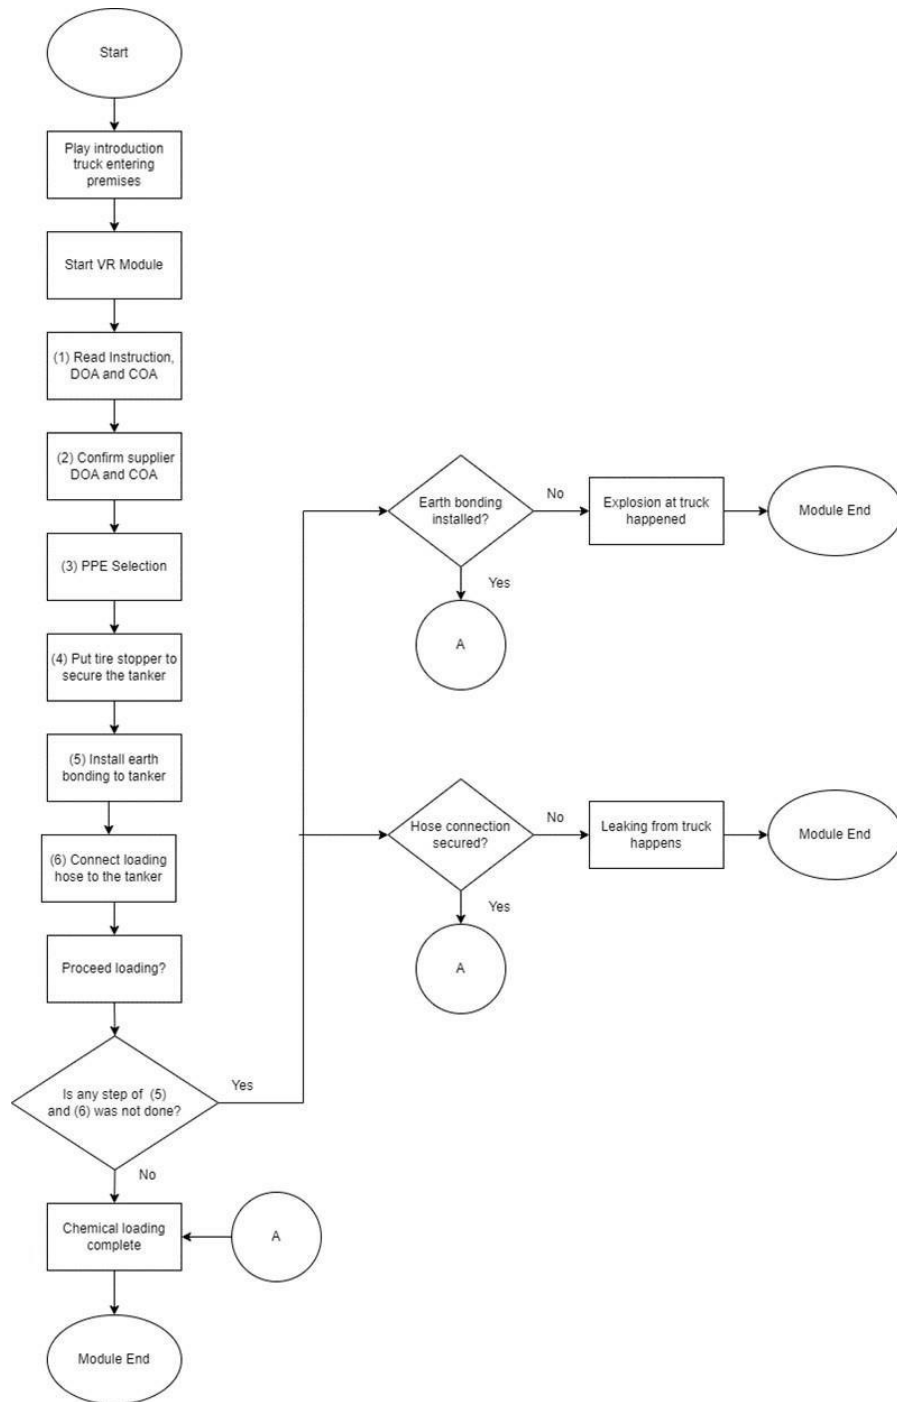 Start
Play introduction
truck entering
premises
Start VR Module
(1) Read Instruction,
DOA and COA
(2) Confirm supplier
DOA and COA
(3) PPE Selection
(4) Put tire stopper to
secure the tanker
(5) Install earth
bonding to tanker
(6) Connect loading
hose to the tanker
Proceed loading?
Is any step of (5)
and (6) was not done?
Yes
No
Chemical loading
complete
A
Module End
Earth bonding
installed?
No
Explosion at truck
happened
Module End
Yes
A
Hose connection
secured?
No
Leaking from truck
happens
Module End
Yes
A